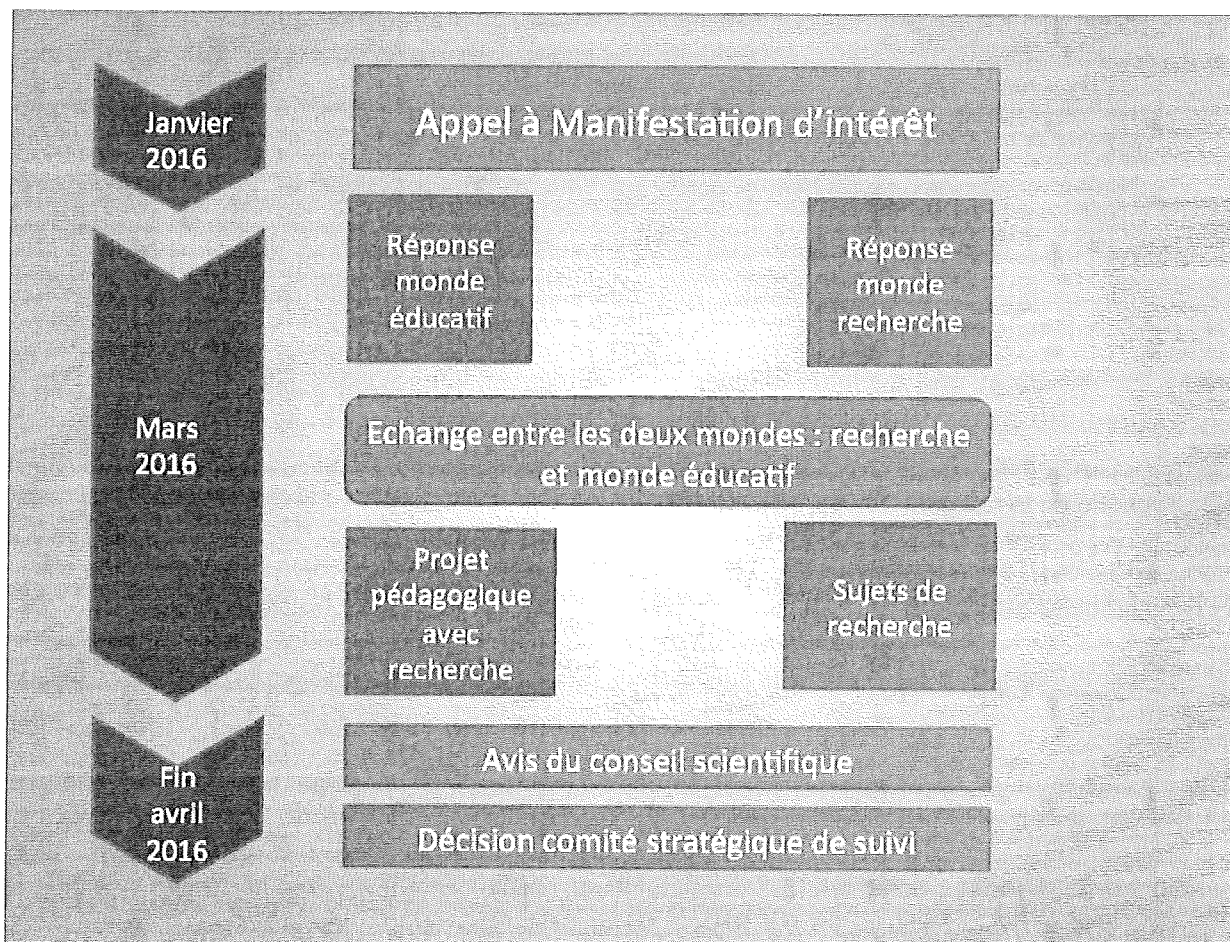 Janvier
2016
Appel à Manifestation d'intérêt
Réponse
monde
éducatif
Réponse
monde
recherche
Mars
2016
Echange entre les deux mondes : recherche
et monde éducatif
Projet
pédagogique
avec
recherche
Sujets de
recherche
Fin
avril
2016
Avis du conseil scientifique
Décision comité stratégique de suivi